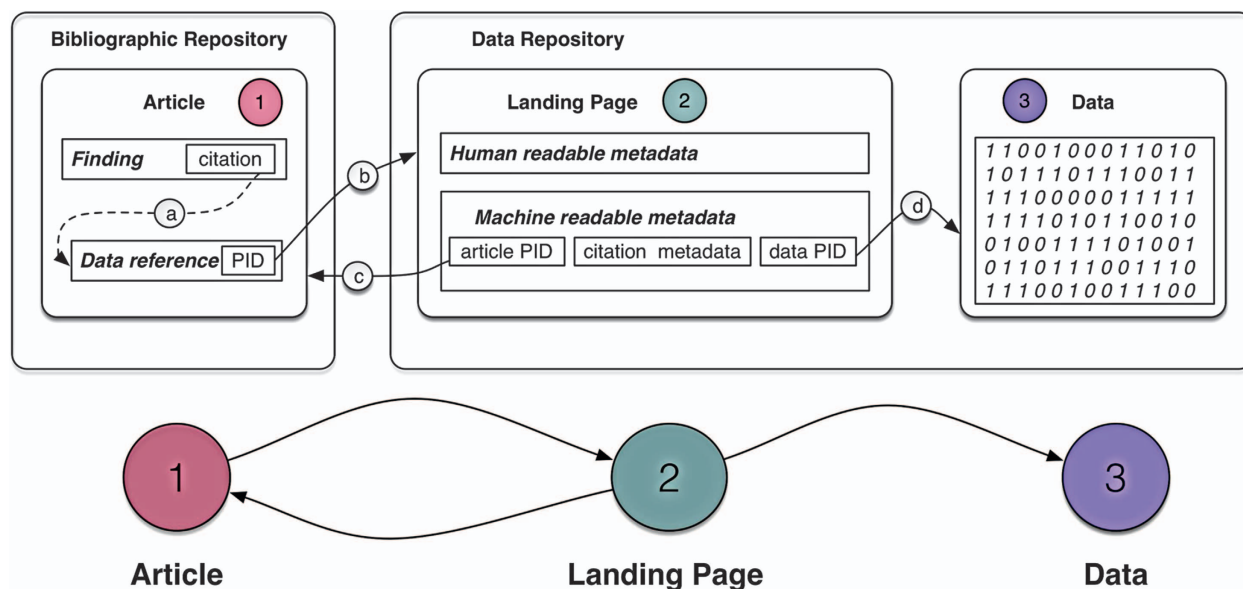 Bibliographic Repository
Article 1
Finding citation
a
Data reference PID
b
c
Data Repository
Landing Page 2
Human readable metadata
Machine readable metadata
article PID citation metadata data PID
d
3 Data
1 1 0 0 1 0 0 0 1 1 0 1 0
1 0 1 1 1 0 1 1 1 0 0 1 1
1 1 1 0 0 0 0 0 1 1 1 1 1
1 1 1 1 0 1 0 1 1 0 0 1 0
0 1 0 0 1 1 1 1 0 1 0 0 1
0 1 1 0 1 1 1 0 0 1 1 1 0
1 1 1 0 0 1 0 0 1 1 1 0 0
1
2
3
Article
Landing Page
Data